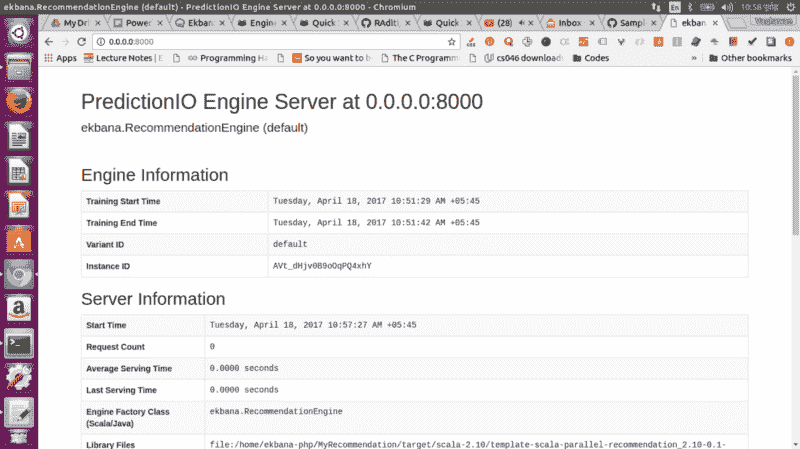 ekbana.RecommendationEngine (default) - PredictionIO Engine Server at 0.0.0.0:8000 - Chromium
En
10:58
My Dri
Power
Ekban
Engin
Quick
RAdit
Quick
(28)
Inbox
Sampl
ekban
0.0.0.0:8000
Apps
Lecture Notes | E
Programming Ha
So you want to b
The C Programm
cs046 downloads
Codes
»
Other bookmarks
PredictionIO Engine Server at 0.0.0.0:8000
ekbana.RecommendationEngine (default)
Engine Information
Training Start Time Tuesday, April 18, 2017 10:51:29 AM +05:45
Training End Time Tuesday, April 18, 2017 10:51:42 AM +05:45
Variant ID default
Instance ID AVt_dHjv0B9oOqPQ4xhY
Server Information
Start Time Tuesday, April 18, 2017 10:57:27 AM +05:45
Request Count 0
Average Serving Time 0.0000 seconds
Last Serving Time 0.0000 seconds
Engine Factory Class ekbana.RecommendationEngine
(Scala/Java)
Library Files file:/home/ekbana-php/MyRecommendation/target/scala-2.10/template-scala-parallel-recommendation_2.10-0.1-